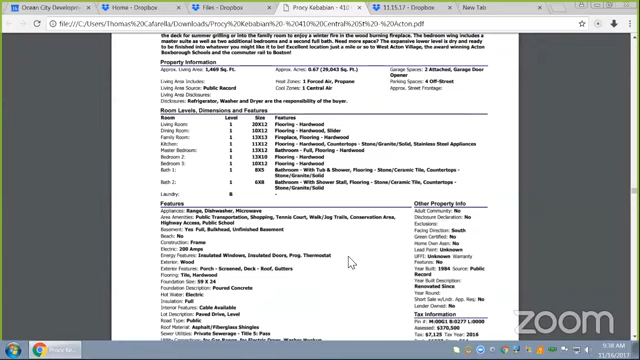 Ocean City Developmen
Home - Dropbox
Files - Dropbox
Procy Kebabian - 410
11.15.17 - Dropbox
New Tab
file:///C:/Users/Thomas Cafarella/Downloads/Procy%20Kebabian%20-%20410%20Central%20St%20-%20Acton.pdf
the deck for summer grilling or into the family room to enjoy a winter fire in the wood burning fireplace. The bedroom wing includes a
master suite as well as two additional bedrooms and a second full bath. Need more space? The expansive lower level is dry and ready
to be finished into whatever you might like it to be! Excellent location just a mile or so to West Acton Village, the award winning Acton
Boxborough Schools and the commuter rail to Boston!
Property Information
Approx. Living Area: 1,469 Sq. Ft. Approx. Acres: 0.67 (29,043 Sq. Ft.) Garage Spaces: 2 Attached, Garage Door
Opener
Living Area Includes: Heat Zones: 1 Forced Air, Propane Parking Spaces: 4 Off-Street
Living Area Source: Public Record Cool Zones: 1 Central Air Approx. Street Frontage:
Living Area Disclosures:
Disclosures: Refrigerator, Washer and Dryer are the responsibility of the buyer.
Room Levels, Dimensions and Features
Room Level Size Features
Living Room: 1 20X12 Flooring - Hardwood
Dining Room: 1 10X12 Flooring - Hardwood, Slider
Family Room: 1 13X13 Fireplace, Flooring - Hardwood
Kitchen: 1 11X12 Flooring - Hardwood, Countertops - Stone/Granite/Solid, Stainless Steel Appliances
Master Bedroom: 1 13X12 Bathroom - Full, Flooring - Hardwood
Bedroom 2: 1 13X10 Flooring - Hardwood
Bedroom 3: 1 10X12 Flooring - Hardwood
Bath 1: 1 8X5 Bathroom - With Tub & Shower, Flooring - Stone/Ceramic Tile, Countertops -
Stone/Granite/Solid
Bath 2: 1 6X8 Bathroom - With Shower Stall, Flooring - Stone/Ceramic Tile, Countertops -
Stone/Granite/Solid
Laundry: B -
Features
Appliances: Range, Dishwasher, Microwave
Area Amenities: Public Transportation, Shopping, Tennis Court, Walk/Jog Trails, Conservation Area,
Highway Access, Public School
Basement: Yes Full, Bulkhead, Unfinished Basement
Beach: No
Construction: Frame
Electric: 200 Amps
Energy Features: Insulated Windows, Insulated Doors, Prog. Thermostat
Exterior: Wood
Exterior Features: Porch - Screened, Deck - Roof, Gutters
Flooring: Tile, Hardwood
Foundation Size: 59 X 24
Foundation Description: Poured Concrete
Hot Water: Electric
Insulation: Full
Interior Features: Cable Available
Lot Description: Paved Drive, Level
Road Type: Public
Roof Material: Asphalt/Fiberglass Shingles
Sewer Utilities: Private Sewerage - Title 5: Pass
Other Property Info
Adult Community: No
Disclosure Declaration: No
Exclusions:
Facing Direction: South
Green Certified: No
Home Own Assn: No
Lead Paint: Unknown
UFFI: Unknown Warranty
Features: No
Year Built: 1984 Source: Public
Record
Year Built Description:
Renovated Since
Year Round:
Short Sale w/Lndr. App. Req: No
Lender Owned: No
Tax Information
Pin #: M:00G1 B:0277 L:0000
Assessed: $370,500
Tax: $7,125 Tax Year: 2016
zoom
Procy Kebabian
9:38 AM
11/16/2017